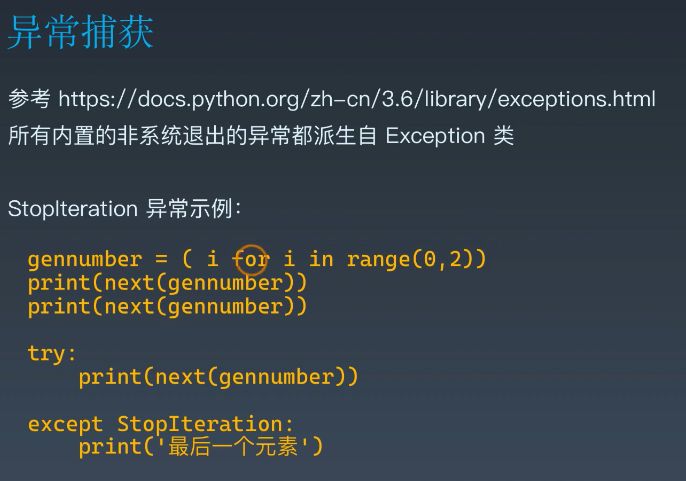 异常捕获
参考 https://docs.python.org/zh-cn/3.6/library/exceptions.html
所有内置的非系统退出的异常都派生自 Exception 类
StopIteration 异常示例：
gennumber = ( i for i in range(0,2))
print(next(gennumber))
print(next(gennumber))
try:
print(next(gennumber))
except StopIteration:
print('最后一个元素')